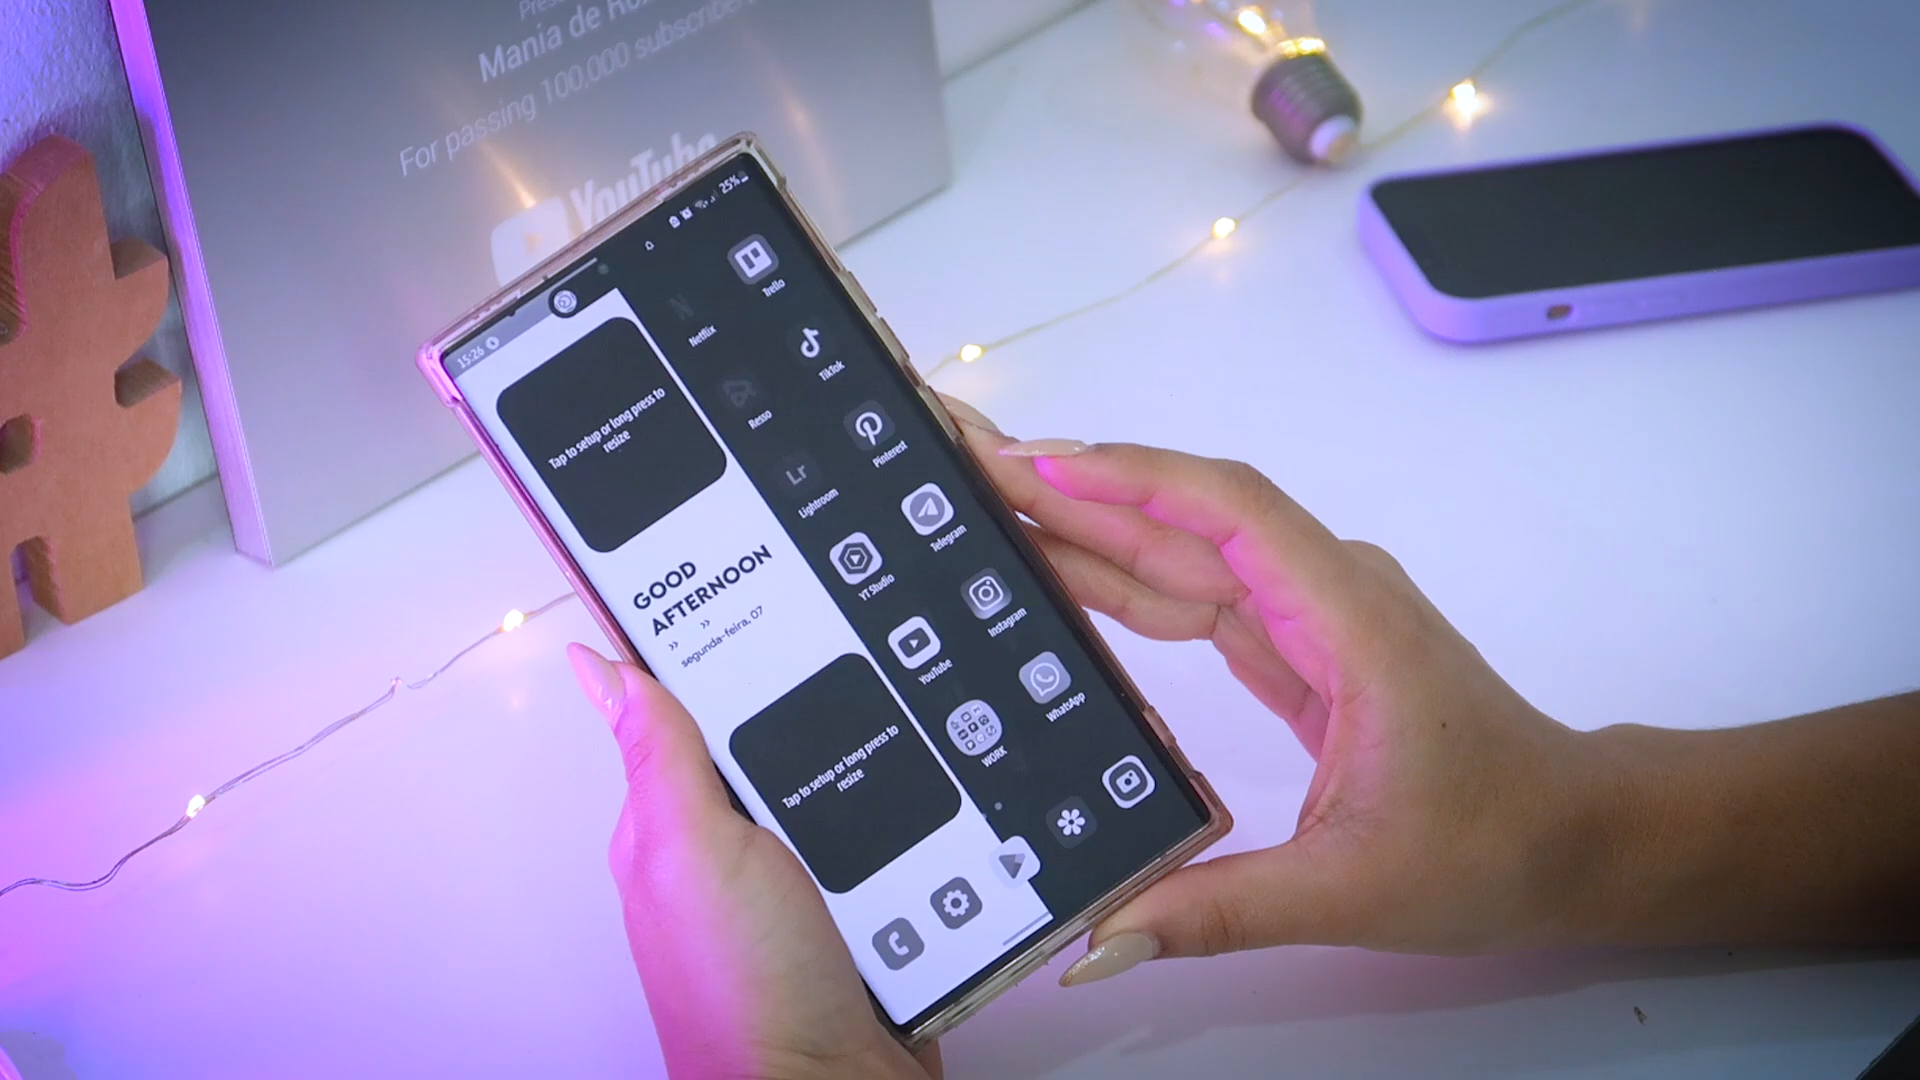 Mania de
For passing 100,000 subscribers
YouTube
25%
15:26
Trello
Netflix
TikTok
Resso
Pinterest
Lr
Lightroom
Telegram
YT Studio
Instagram
YouTube
WhatsApp
WORK
Tap to setup or long press to
resize
GOOD
AFTERNOON
›› ››
segunda-feira, 07
Tap to setup or long press to
resize